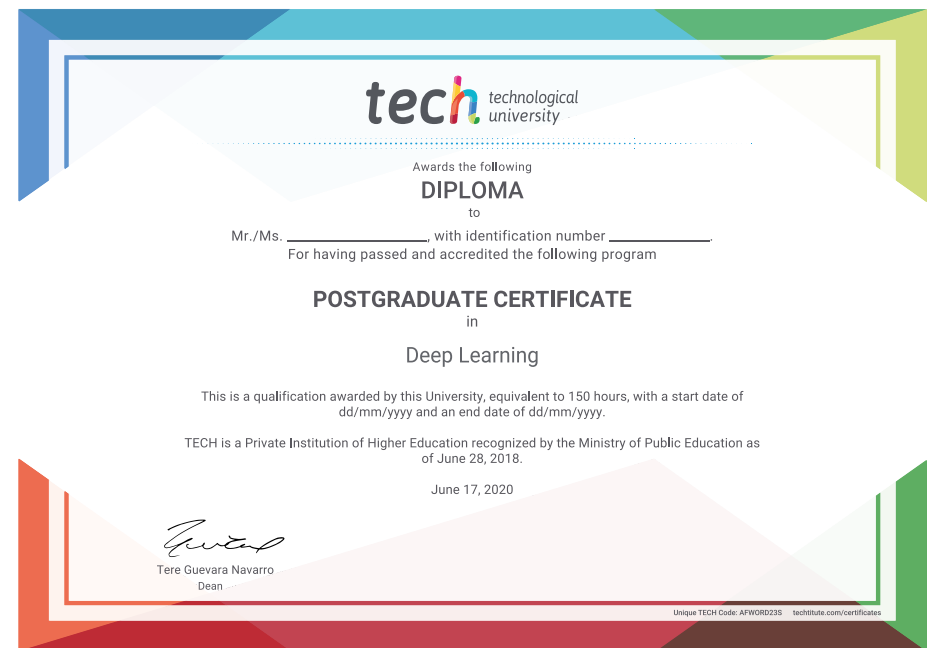 tech technological
university
Awards the following
DIPLOMA
to
Mr./Ms. ____________________, with identification number ______________.
For having passed and accredited the following program
POSTGRADUATE CERTIFICATE
in
Deep Learning
This is a qualification awarded by this University, equivalent to 150 hours, with a start date of
dd/mm/yyyy and an end date of dd/mm/yyyy.
TECH is a Private Institution of Higher Education recognized by the Ministry of Public Education as
of June 28, 2018.
June 17, 2020
Tere Guevara Navarro
Dean
Unique TECH Code: AFWORD23S techtitute.com/certificates